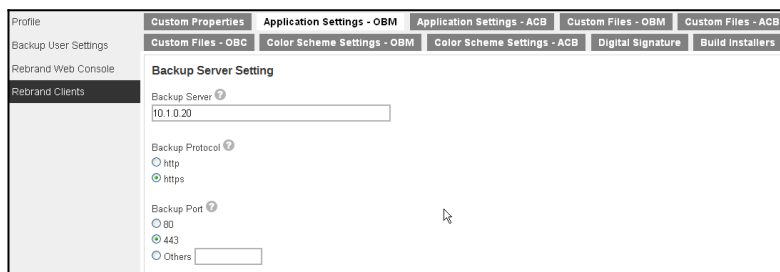 Profile
Backup User Settings
Rebrand Web Console
Rebrand Clients
Custom Properties Application Settings - OBM Application Settings - ACB Custom Files - OBM Custom Files - ACB
Custom Files - OBC Color Scheme Settings - OBM Color Scheme Settings - ACB Digital Signature Build Installers
Backup Server Setting
Backup Server ?
10.1.0.20
Backup Protocol ?
http
https
Backup Port ?
80
443
Others